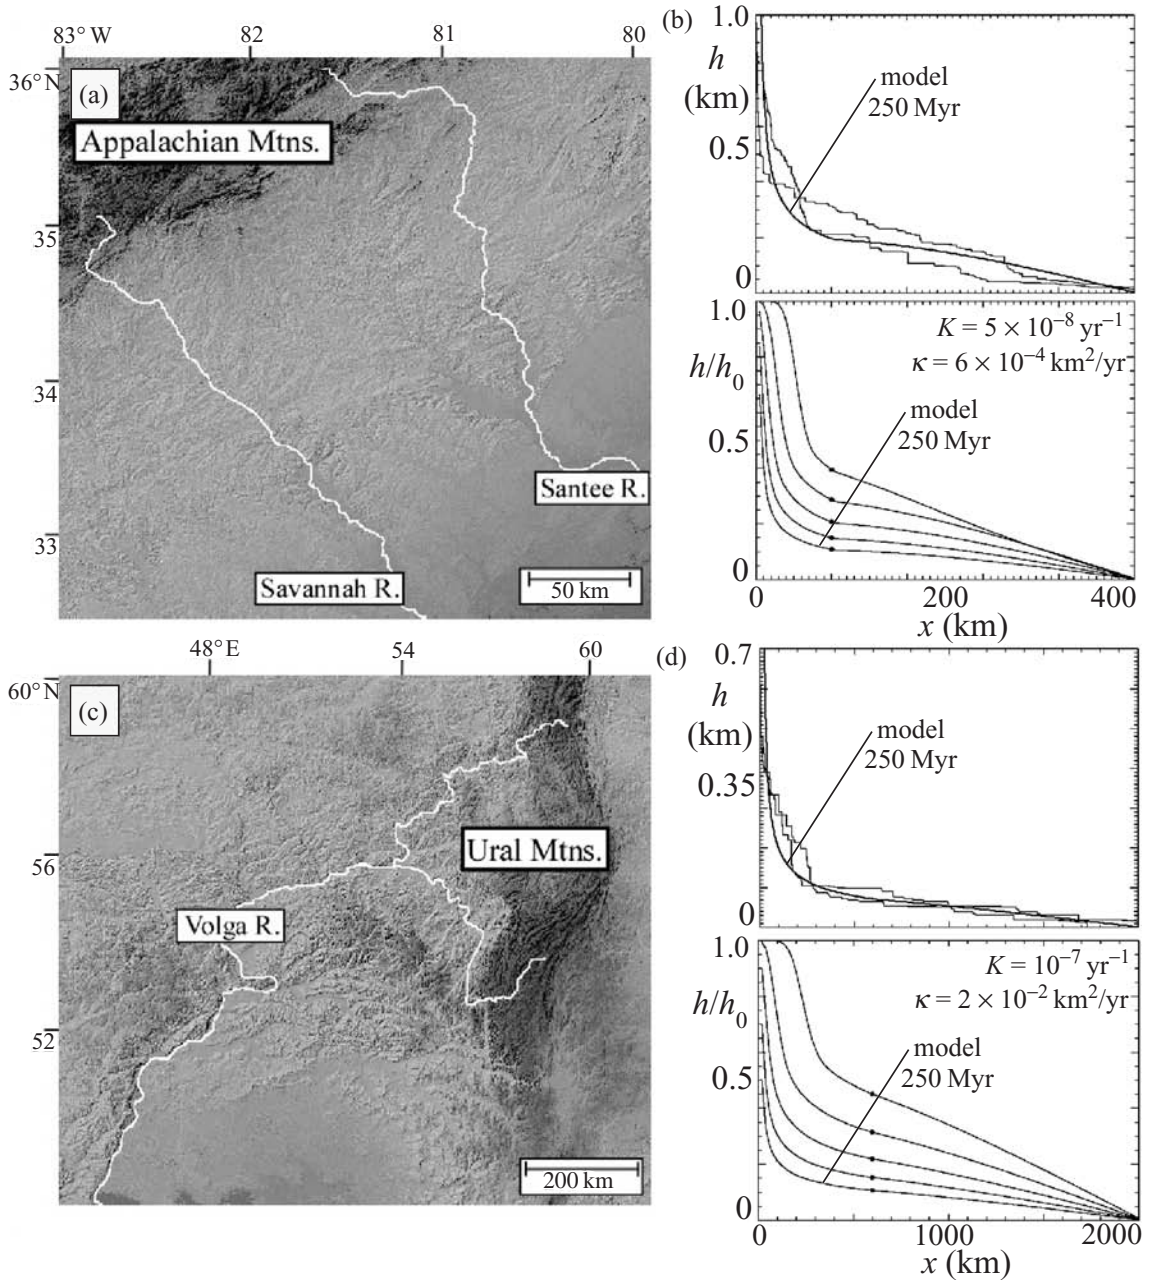 83° W
82
81
80
36°N
(a)
Appalachian Mtns.
35
34
33
Santee R.
Savannah R.
50 km
(b)
1.0
h
(km)
model
250 Myr
0.5
0
1.0
K = 5 × 10⁻⁸ yr⁻¹
h/h₀
κ = 6 × 10⁻⁴ km²/yr
model
250 Myr
0.5
0
0
200
400
x (km)
48°E
54
60
60°N
(c)
Ural Mtns.
56
Volga R.
52
200 km
(d)
0.7
h
(km)
model
250 Myr
0.35
0
1.0
K = 10⁻⁷ yr⁻¹
h/h₀
κ = 2 × 10⁻² km²/yr
model
250 Myr
0.5
0
0
1000
2000
x (km)